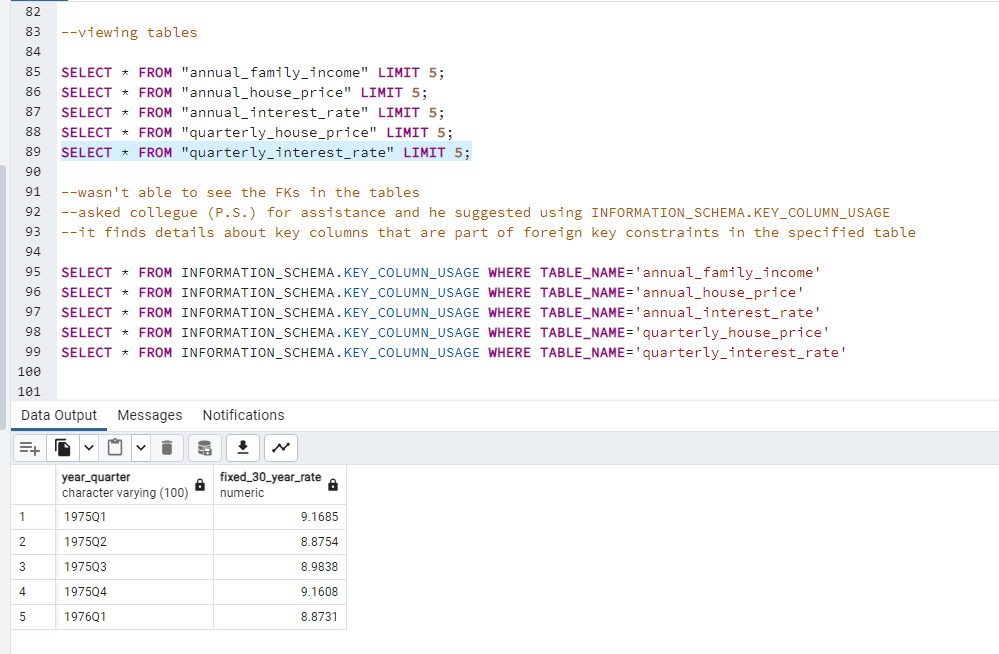 82
83 --viewing tables
84
85 SELECT * FROM "annual_family_income" LIMIT 5;
86 SELECT * FROM "annual_house_price" LIMIT 5;
87 SELECT * FROM "annual_interest_rate" LIMIT 5;
88 SELECT * FROM "quarterly_house_price" LIMIT 5;
89 SELECT * FROM "quarterly_interest_rate" LIMIT 5;
90
91 --wasn't able to see the FKs in the tables
92 --asked collegue (P.S.) for assistance and he suggested using INFORMATION_SCHEMA.KEY_COLUMN_USAGE
93 --it finds details about key columns that are part of foreign key constraints in the specified table
94
95 SELECT * FROM INFORMATION_SCHEMA.KEY_COLUMN_USAGE WHERE TABLE_NAME='annual_family_income'
96 SELECT * FROM INFORMATION_SCHEMA.KEY_COLUMN_USAGE WHERE TABLE_NAME='annual_house_price'
97 SELECT * FROM INFORMATION_SCHEMA.KEY_COLUMN_USAGE WHERE TABLE_NAME='annual_interest_rate'
98 SELECT * FROM INFORMATION_SCHEMA.KEY_COLUMN_USAGE WHERE TABLE_NAME='quarterly_house_price'
99 SELECT * FROM INFORMATION_SCHEMA.KEY_COLUMN_USAGE WHERE TABLE_NAME='quarterly_interest_rate'
100
101
Data Output Messages Notifications
year_quarter fixed_30_year_rate
character varying (100) numeric
1 1975Q1 9.1685
2 1975Q2 8.8754
3 1975Q3 8.9838
4 1975Q4 9.1608
5 1976Q1 8.8731